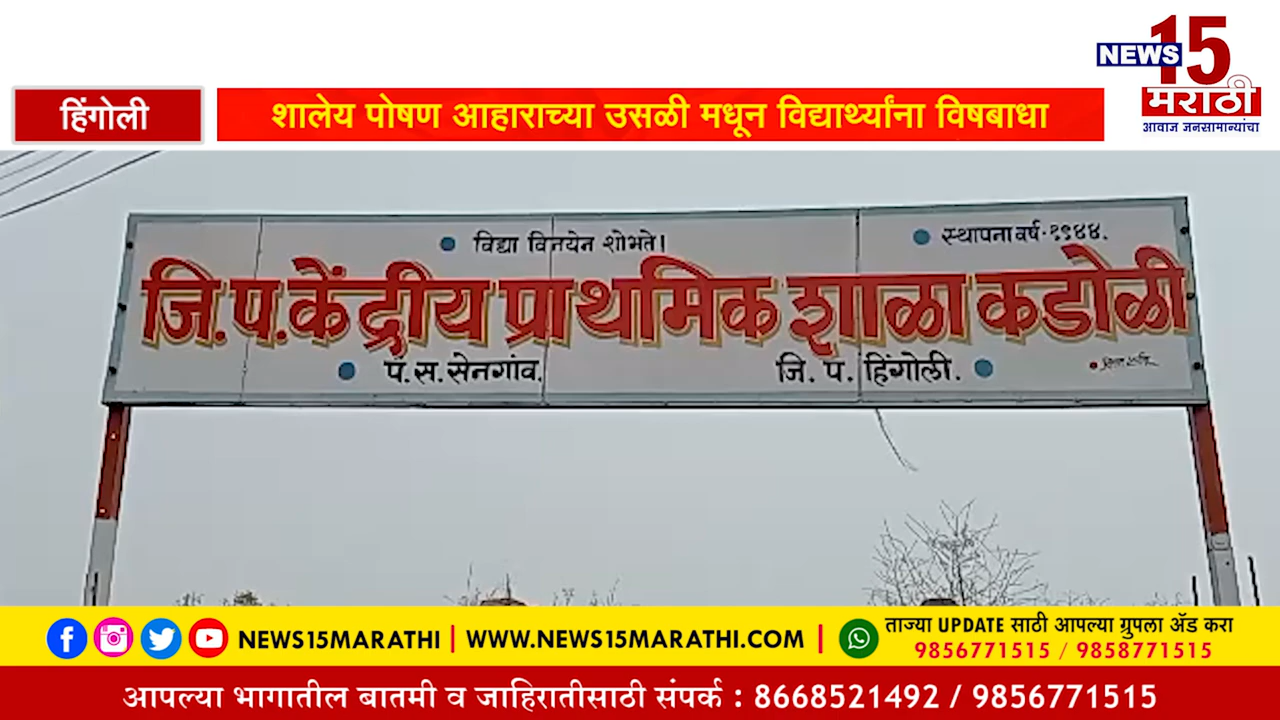 NEWS 15
मराठी
आवाज जनसामान्यांचा
हिंगोली
शालेय पोषण आहाराच्या उसळी मधून विद्यार्थ्यांना विषबाधा
विद्या विनयेन शोभते।
स्थापना वर्ष-१९४४.
जि.प.केंद्रीय प्राथमिक शाळा कडोळी
पं.स.सेनगांव.
जि. प. हिंगोली.
NEWS15MARATHI | WWW.NEWS15MARATHI.COM |
ताज्या UPDATE साठी आपल्या ग्रुपला ॲड करा
9856771515 / 9858771515
आपल्या भागातील बातमी व जाहिरातीसाठी संपर्क : 8668521492 / 9856771515